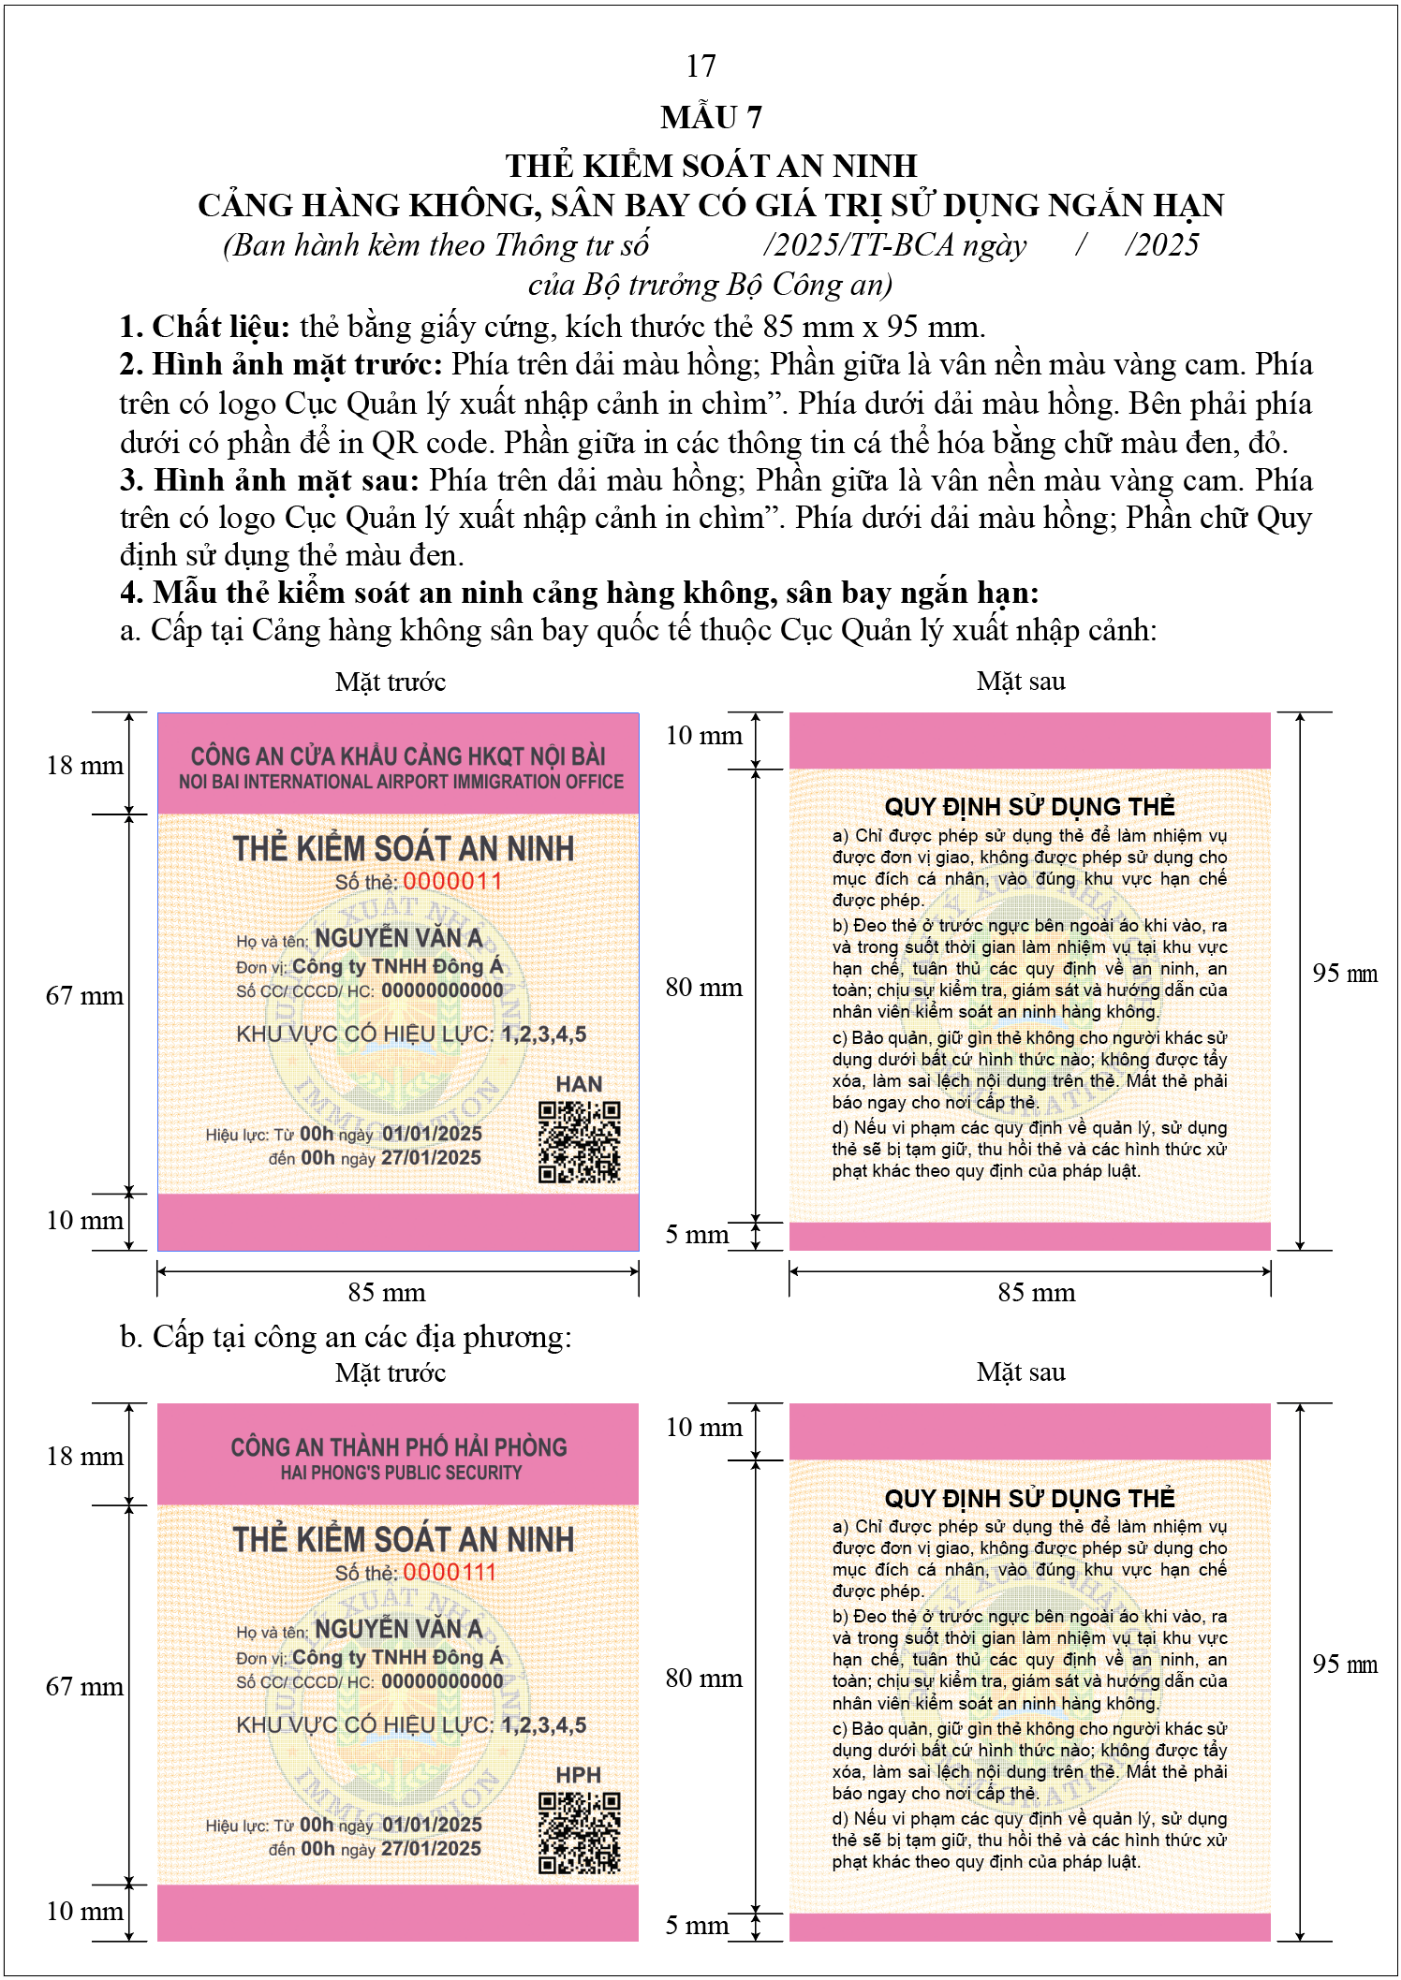 17
MẪU 7
THẺ KIỂM SOÁT AN NINH
CẢNG HÀNG KHÔNG, SÂN BAY CÓ GIÁ TRỊ SỬ DỤNG NGẮN HẠN
(Ban hành kèm theo Thông tư số /2025/TT-BCA ngày / /2025
của Bộ trưởng Bộ Công an)
1. Chất liệu: thẻ bằng giấy cứng, kích thước thẻ 85 mm x 95 mm.
2. Hình ảnh mặt trước: Phía trên dải màu hồng; Phần giữa là vân nền màu vàng cam. Phía
trên có logo Cục Quản lý xuất nhập cảnh in chìm”. Phía dưới dải màu hồng. Bên phải phía
dưới có phần để in QR code. Phần giữa in các thông tin cá thể hóa bằng chữ màu đen, đỏ.
3. Hình ảnh mặt sau: Phía trên dải màu hồng; Phần giữa là vân nền màu vàng cam. Phía
trên có logo Cục Quản lý xuất nhập cảnh in chìm”. Phía dưới dải màu hồng; Phần chữ Quy
định sử dụng thẻ màu đen.
4. Mẫu thẻ kiểm soát an ninh cảng hàng không, sân bay ngắn hạn:
a. Cấp tại Cảng hàng không sân bay quốc tế thuộc Cục Quản lý xuất nhập cảnh:
Mặt trước
18 mm
67 mm
10 mm
85 mm
CÔNG AN CỬA KHẨU CẢNG HKQT NỘI BÀI
NOI BAI INTERNATIONAL AIRPORT IMMIGRATION OFFICE
THẺ KIỂM SOÁT AN NINH
Số thẻ: 0000011
Họ và tên: NGUYỄN VĂN A
Đơn vị: Công ty TNHH Đông Á
Số CC/ CCCD/ HC: 00000000000
KHU VỰC CÓ HIỆU LỰC: 1,2,3,4,5
HAN
Hiệu lực: Từ 00h ngày 01/01/2025
đến 00h ngày 27/01/2025
QUẢN LÝ XUẤT NHẬP CẢNH
IMMIGRATION
Mặt sau
10 mm
80 mm
5 mm
95 mm
85 mm
QUY ĐỊNH SỬ DỤNG THẺ
a) Chỉ được phép sử dụng thẻ để làm nhiệm vụ
được đơn vị giao, không được phép sử dụng cho
mục đích cá nhân, vào đúng khu vực hạn chế
được phép.
b) Đeo thẻ ở trước ngực bên ngoài áo khi vào, ra
và trong suốt thời gian làm nhiệm vụ tại khu vực
hạn chế, tuân thủ các quy định về an ninh, an
toàn; chịu sự kiểm tra, giám sát và hướng dẫn của
nhân viên kiểm soát an ninh hàng không.
c) Bảo quản, giữ gìn thẻ không cho người khác sử
dụng dưới bất cứ hình thức nào; không được tẩy
xóa, làm sai lệch nội dung trên thẻ. Mất thẻ phải
báo ngay cho nơi cấp thẻ.
d) Nếu vi phạm các quy định về quản lý, sử dụng
thẻ sẽ bị tạm giữ, thu hồi thẻ và các hình thức xử
phạt khác theo quy định của pháp luật.
QUẢN LÝ XUẤT NHẬP CẢNH
IMMIGRATION
b. Cấp tại công an các địa phương:
Mặt trước
18 mm
67 mm
10 mm
CÔNG AN THÀNH PHỐ HẢI PHÒNG
HAI PHONG'S PUBLIC SECURITY
THẺ KIỂM SOÁT AN NINH
Số thẻ: 0000111
Họ và tên: NGUYỄN VĂN A
Đơn vị: Công ty TNHH Đông Á
Số CC/ CCCD/ HC: 00000000000
KHU VỰC CÓ HIỆU LỰC: 1,2,3,4,5
HPH
Hiệu lực: Từ 00h ngày 01/01/2025
đến 00h ngày 27/01/2025
QUẢN LÝ XUẤT NHẬP CẢNH
IMMIGRATION
Mặt sau
10 mm
80 mm
5 mm
95 mm
QUY ĐỊNH SỬ DỤNG THẺ
a) Chỉ được phép sử dụng thẻ để làm nhiệm vụ
được đơn vị giao, không được phép sử dụng cho
mục đích cá nhân, vào đúng khu vực hạn chế
được phép.
b) Đeo thẻ ở trước ngực bên ngoài áo khi vào, ra
và trong suốt thời gian làm nhiệm vụ tại khu vực
hạn chế, tuân thủ các quy định về an ninh, an
toàn; chịu sự kiểm tra, giám sát và hướng dẫn của
nhân viên kiểm soát an ninh hàng không.
c) Bảo quản, giữ gìn thẻ không cho người khác sử
dụng dưới bất cứ hình thức nào; không được tẩy
xóa, làm sai lệch nội dung trên thẻ. Mất thẻ phải
báo ngay cho nơi cấp thẻ.
d) Nếu vi phạm các quy định về quản lý, sử dụng
thẻ sẽ bị tạm giữ, thu hồi thẻ và các hình thức xử
phạt khác theo quy định của pháp luật.
QUẢN LÝ XUẤT NHẬP CẢNH
IMMIGRATION